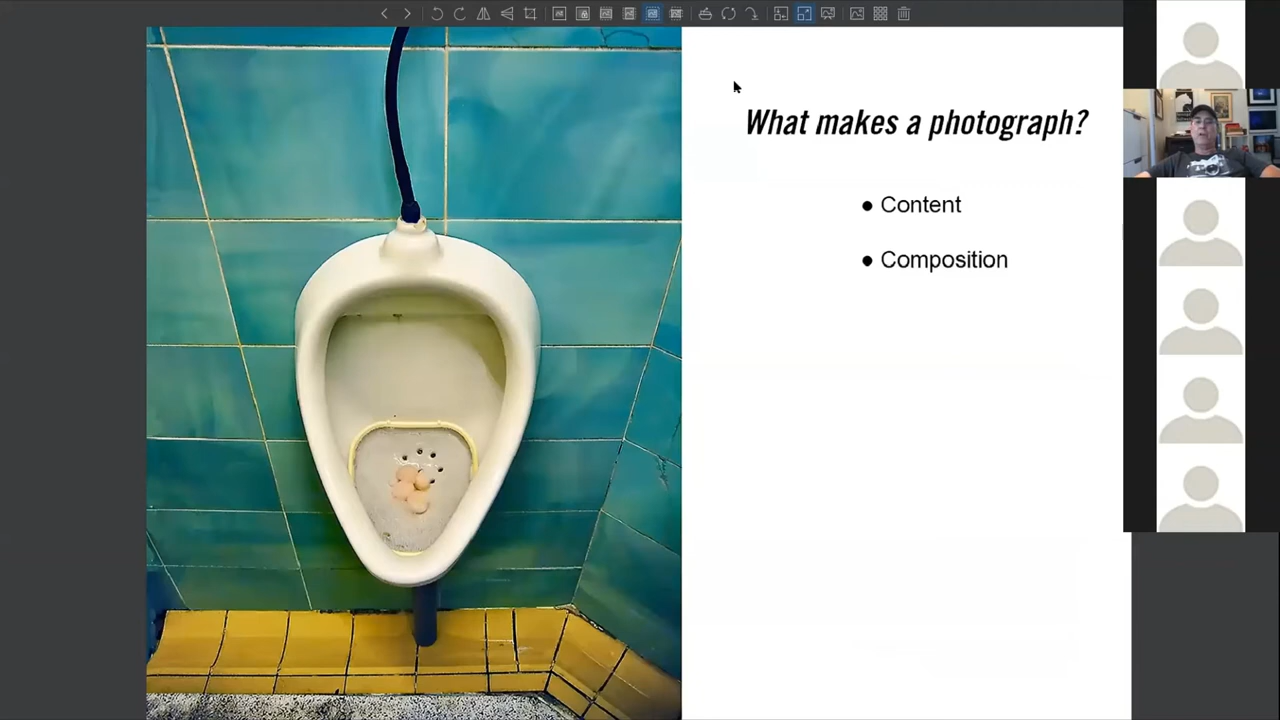 What makes a photograph?
● Content
● Composition